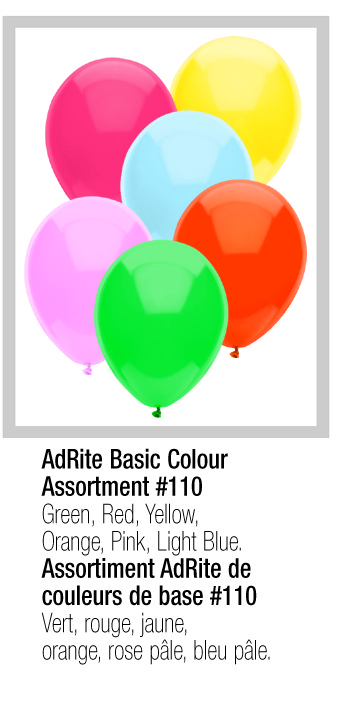 AdRite Basic Colour
Assortment #110
Green, Red, Yellow,
Orange, Pink, Light Blue.
Assortiment AdRite de
couleurs de base #110
Vert, rouge, jaune,
orange, rose pâle, bleu pâle.